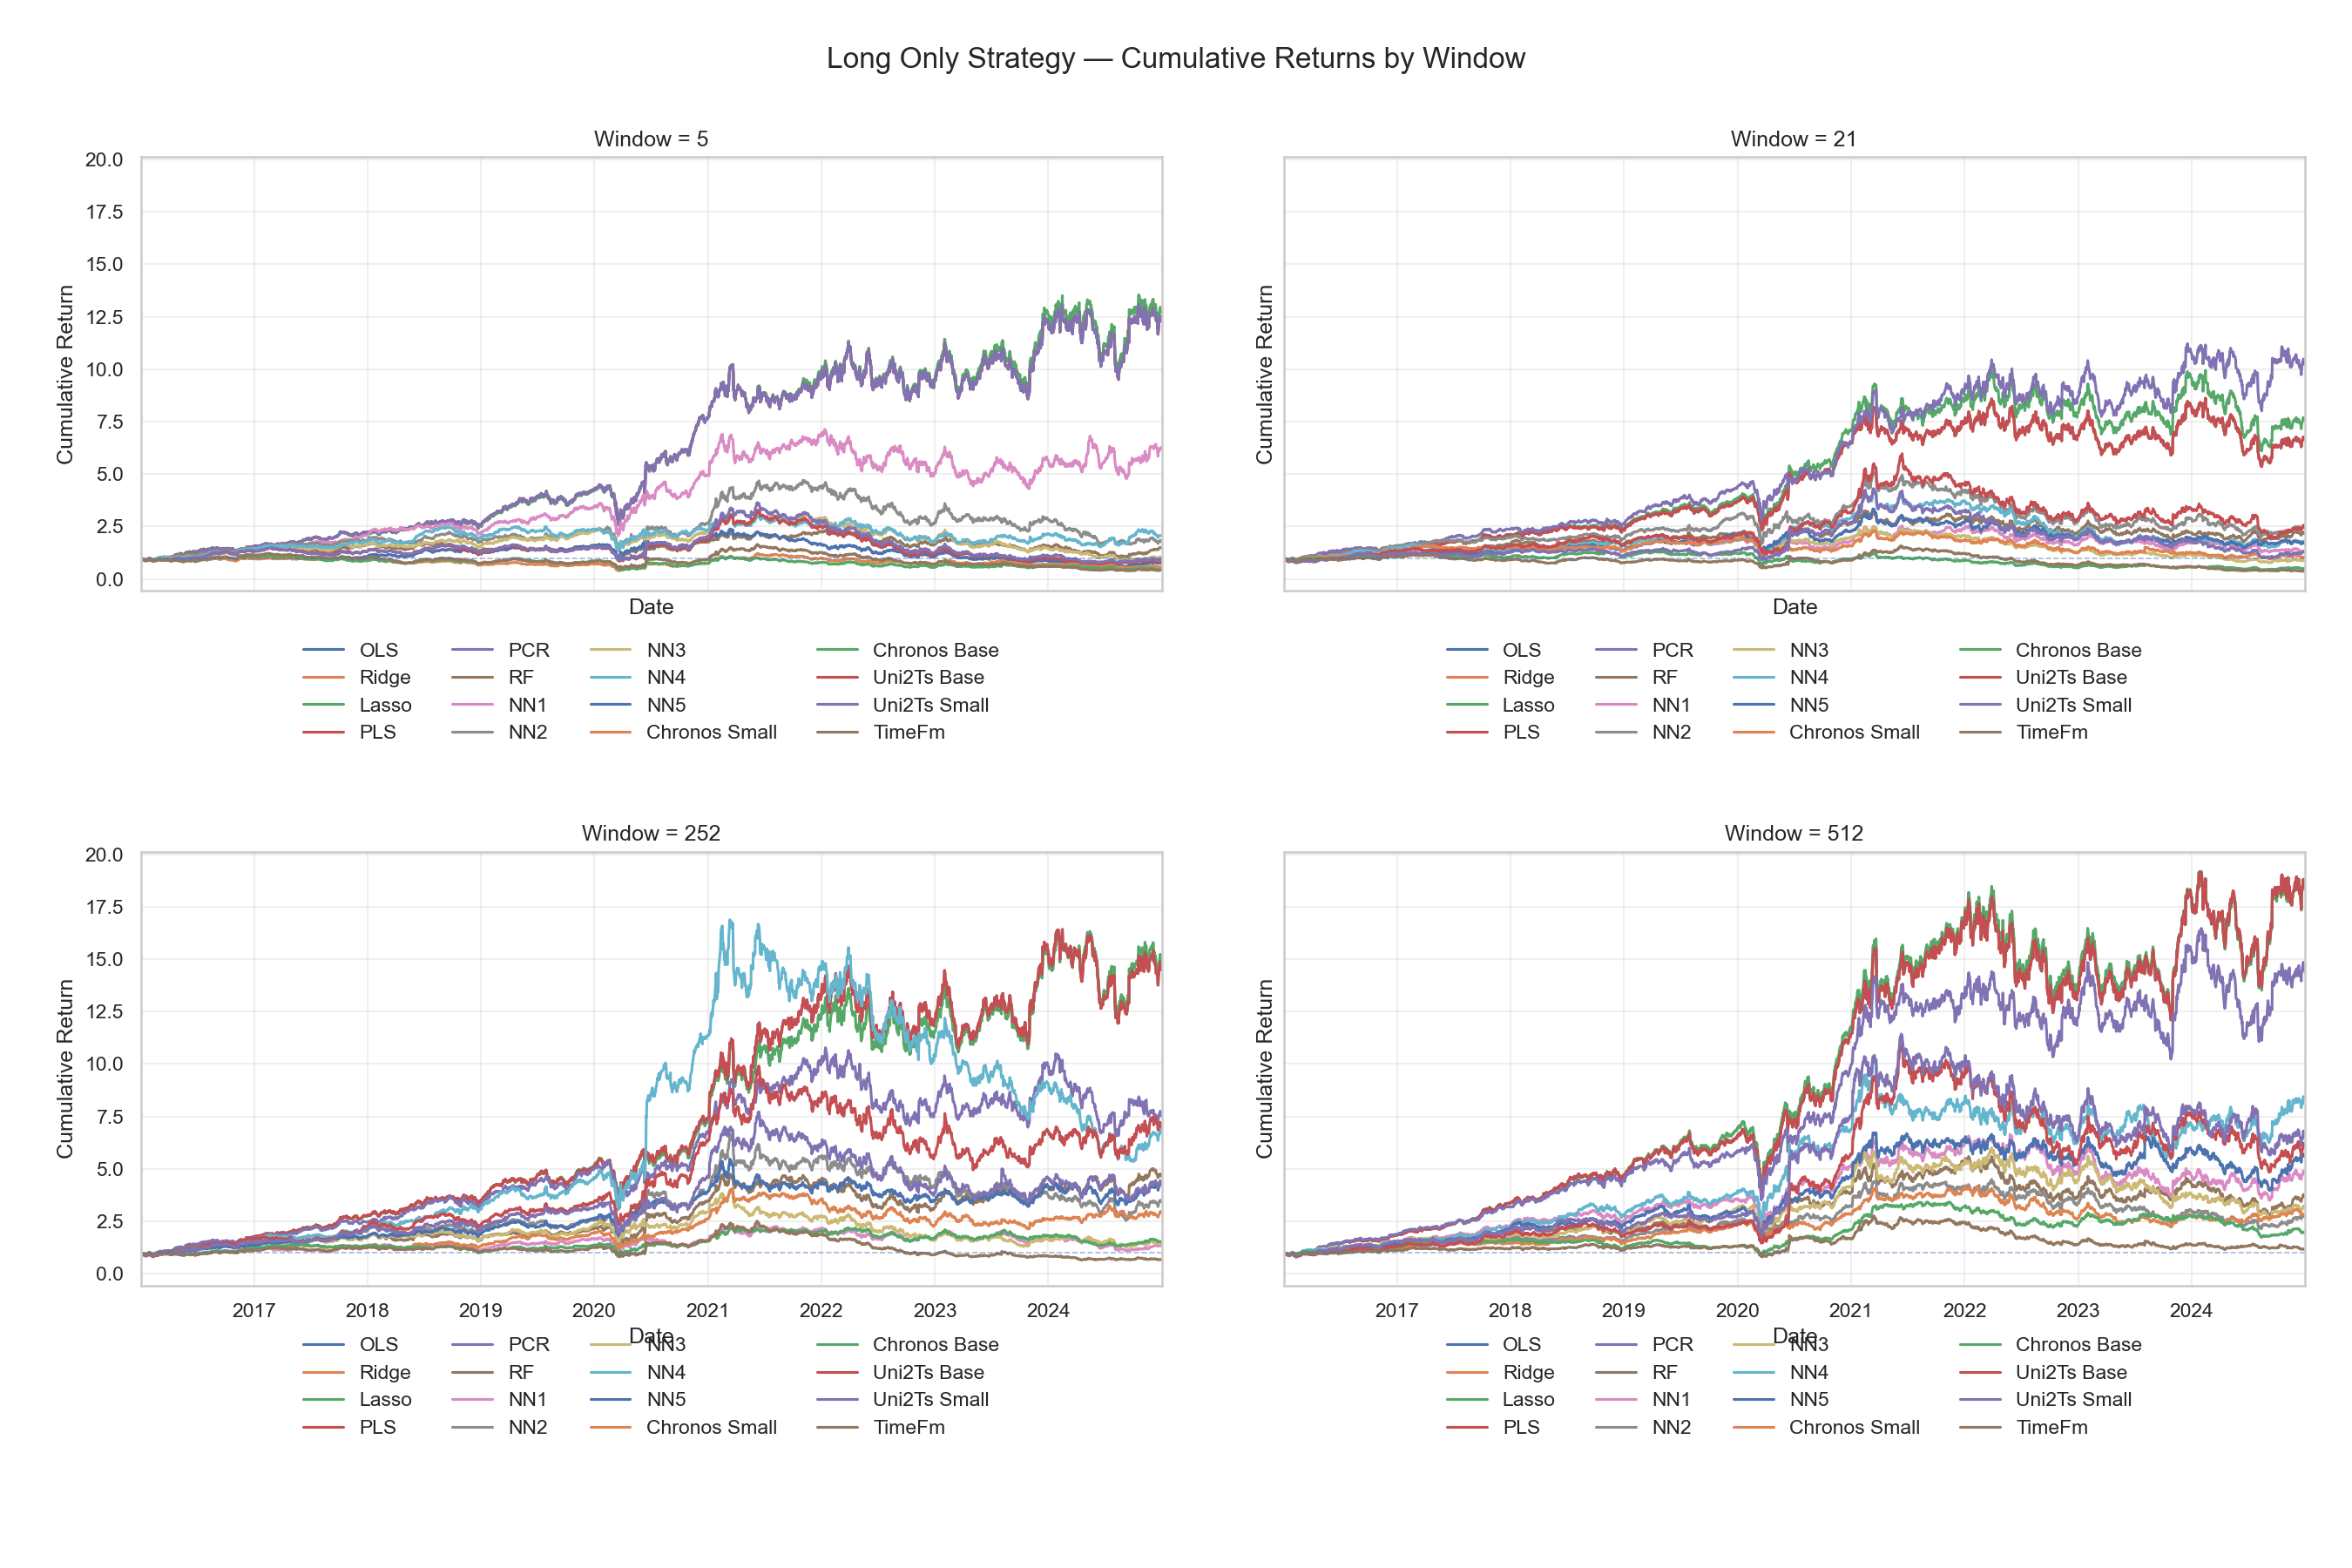 Long Only Strategy — Cumulative Returns by Window
Window = 5
20.0
17.5
15.0
12.5
10.0
7.5
5.0
2.5
0.0
Cumulative Return
Date
OLS PCR NN3 Chronos Base
Ridge RF NN4 Uni2Ts Base
Lasso NN1 NN5 Uni2Ts Small
PLS NN2 Chronos Small TimeFm
Window = 21
Cumulative Return
Date
OLS PCR NN3 Chronos Base
Ridge RF NN4 Uni2Ts Base
Lasso NN1 NN5 Uni2Ts Small
PLS NN2 Chronos Small TimeFm
Window = 252
20.0
17.5
15.0
12.5
10.0
7.5
5.0
2.5
0.0
Cumulative Return
2017 2018 2019 2020 2021 2022 2023 2024
Date
OLS PCR NN3 Chronos Base
Ridge RF NN4 Uni2Ts Base
Lasso NN1 NN5 Uni2Ts Small
PLS NN2 Chronos Small TimeFm
Window = 512
Cumulative Return
2017 2018 2019 2020 2021 2022 2023 2024
Date
OLS PCR NN3 Chronos Base
Ridge RF NN4 Uni2Ts Base
Lasso NN1 NN5 Uni2Ts Small
PLS NN2 Chronos Small TimeFm